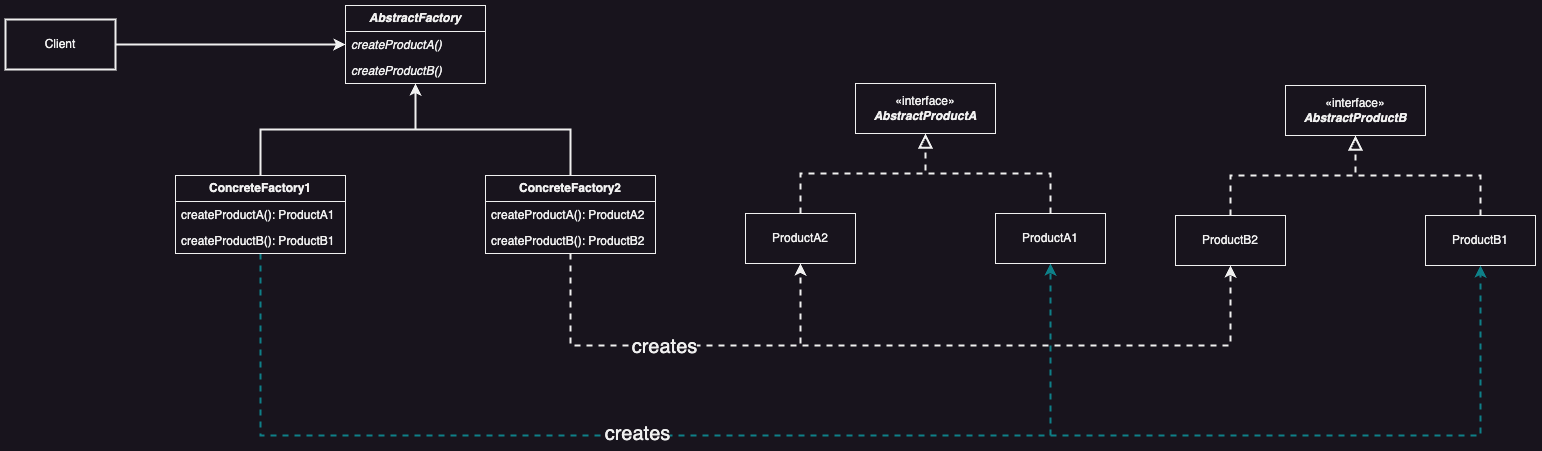 Client
AbstractFactory
createProductA()
createProductB()
«interface»
AbstractProductA
«interface»
AbstractProductB
ConcreteFactory1
createProductA(): ProductA1
createProductB(): ProductB1
ConcreteFactory2
createProductA(): ProductA2
createProductB(): ProductB2
ProductA2
ProductA1
ProductB2
ProductB1
creates
creates